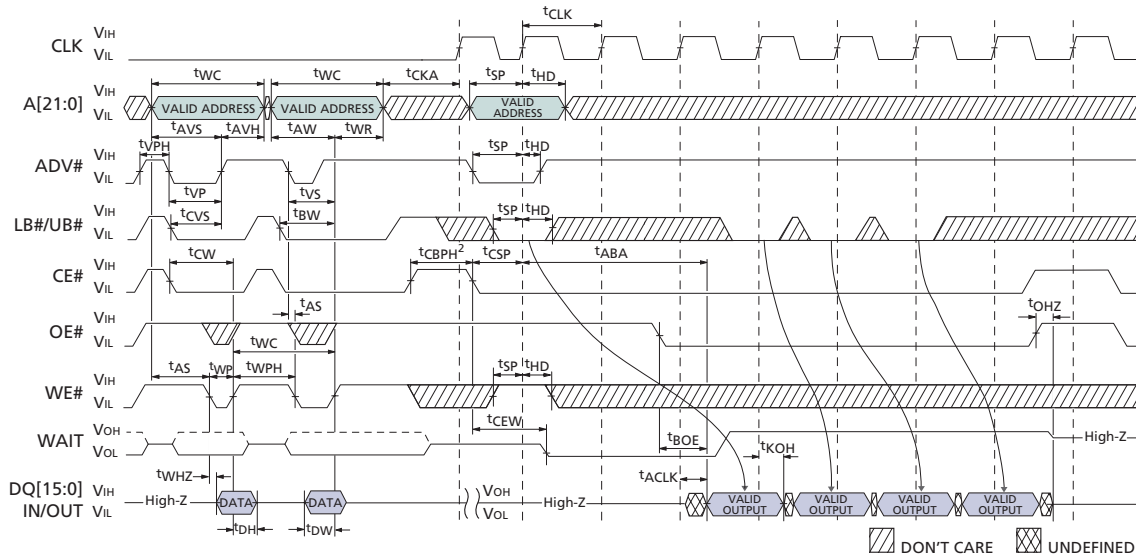 tCLK
CLK VIH
VIL
tWC tWC tCKA tSP tHD
A[21:0] VIH
VIL
VALID ADDRESS VALID ADDRESS VALID ADDRESS
tAVS tAVH tAW tWR
ADV# VIH
VIL
tVPH tSP tHD
tVP tVS
LB#/UB# VIH
VIL
tCVS tBW tSP tHD
CE# VIH
VIL
tCW tCBPH2 tCSP tABA
OE# VIH
VIL
tAS tOHZ
tWC
WE# VIH
VIL
tAS tWP tWPH tSP tHD
WAIT VOH
VOL
tCEW tBOE tKOH High-Z
tWHZ tACLK
DQ[15:0] VIH
IN/OUT VIL
High-Z DATA DATA VOH
VOL
High-Z VALID OUTPUT VALID OUTPUT VALID OUTPUT VALID OUTPUT
tDH tDW
DON'T CARE UNDEFINED